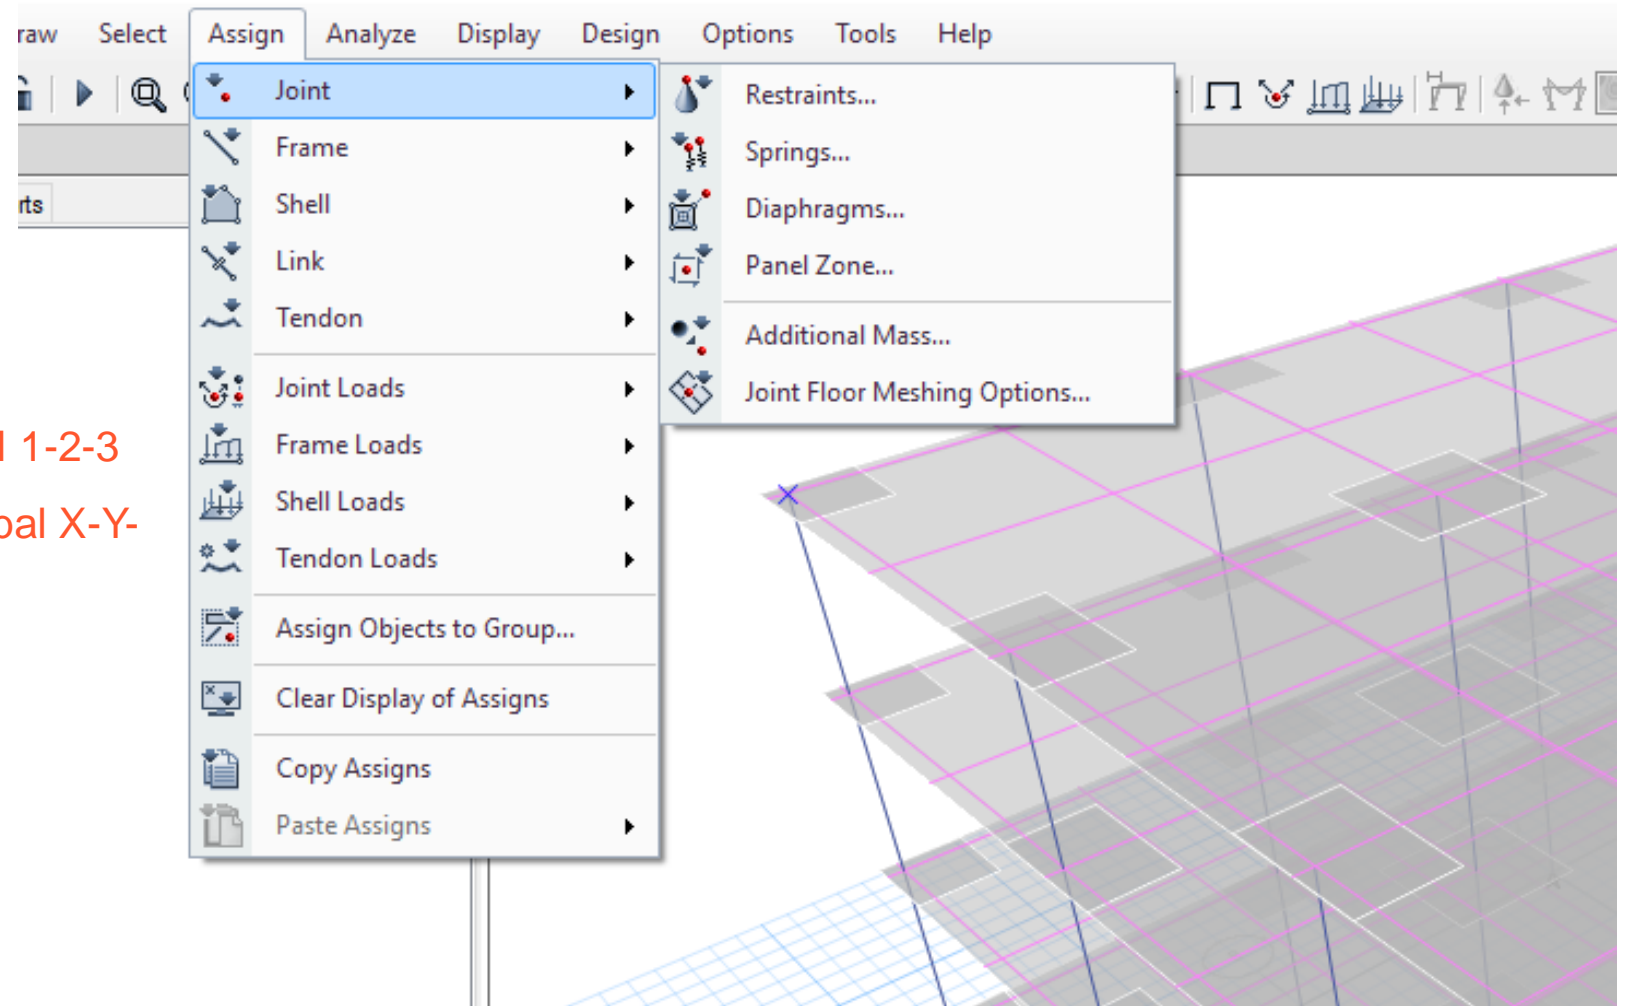 raw Select Assign Analyze Display Design Options Tools Help
Joint
Frame
Shell
Link
Tendon
Joint Loads
Frame Loads
Shell Loads
Tendon Loads
Assign Objects to Group...
Clear Display of Assigns
Copy Assigns
Paste Assigns
Restraints...
Springs...
Diaphragms...
Panel Zone...
Additional Mass...
Joint Floor Meshing Options...
rts
l 1-2-3
bal X-Y-